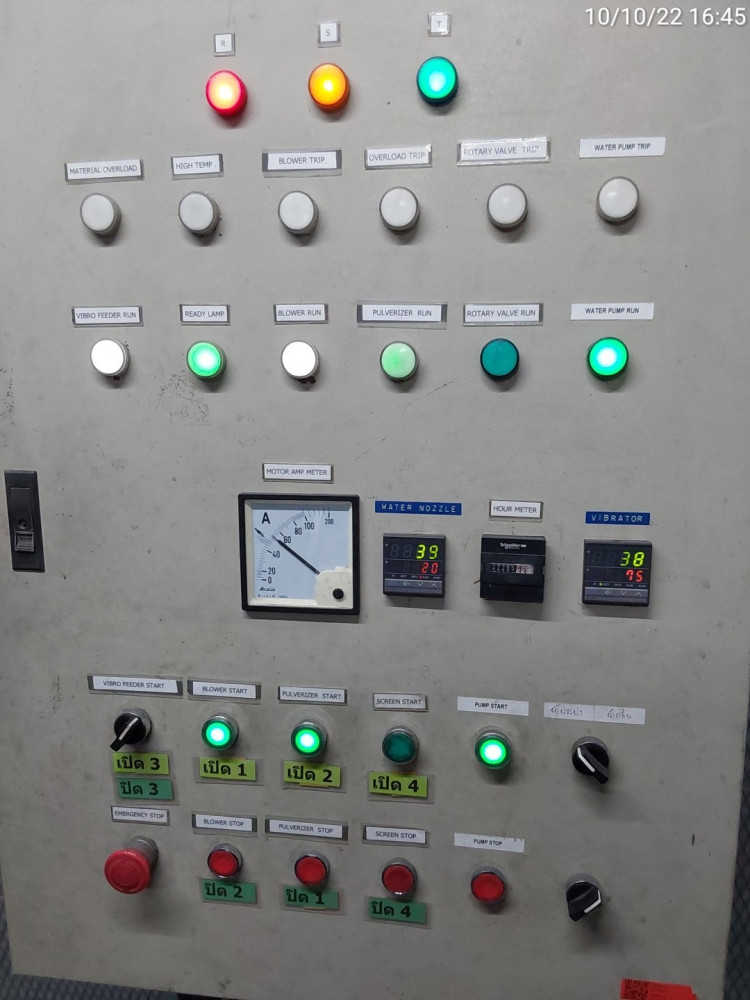 10/10/22 16:45
R
S
T
MATERIAL OVERLOAD
HIGH TEMP.
BLOWER TRIP.
OVERLOAD TRIP
ROTARY VALVE TRIP
WATER PUMP TRIP
VIBRO FEEDER RUN
READY LAMP
BLOWER RUN
PULVERIZER RUN
ROTARY VALVE RUN
WATER PUMP RUN
MOTOR AMP METER
WATER NOZZLE
HOUR METER
VIBRATOR
A
0
20
40
60
80
100
200
39
20
Schneider
38
75
VIBRO FEEDER START
BLOWER START
PULVERIZER START
SCREEN START
PUMP START
เปิด 3
เปิด 1
เปิด 2
เปิด 4
ปิด 3
EMERGENCY STOP
BLOWER STOP
PULVERIZER STOP
SCREEN STOP
PUMP STOP
ปิด 2
ปิด 1
ปิด 4